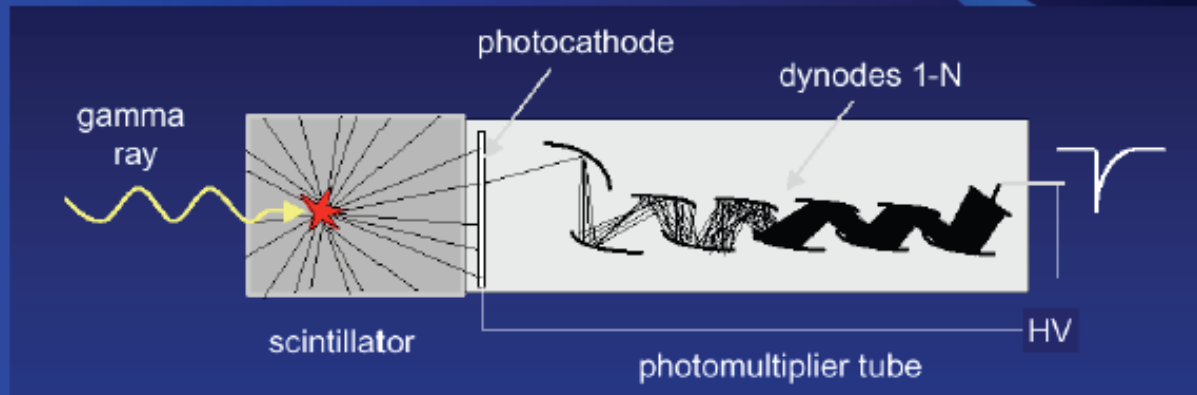 photocathode
dynodes 1-N
gamma
ray
scintillator
HV
photomultiplier tube